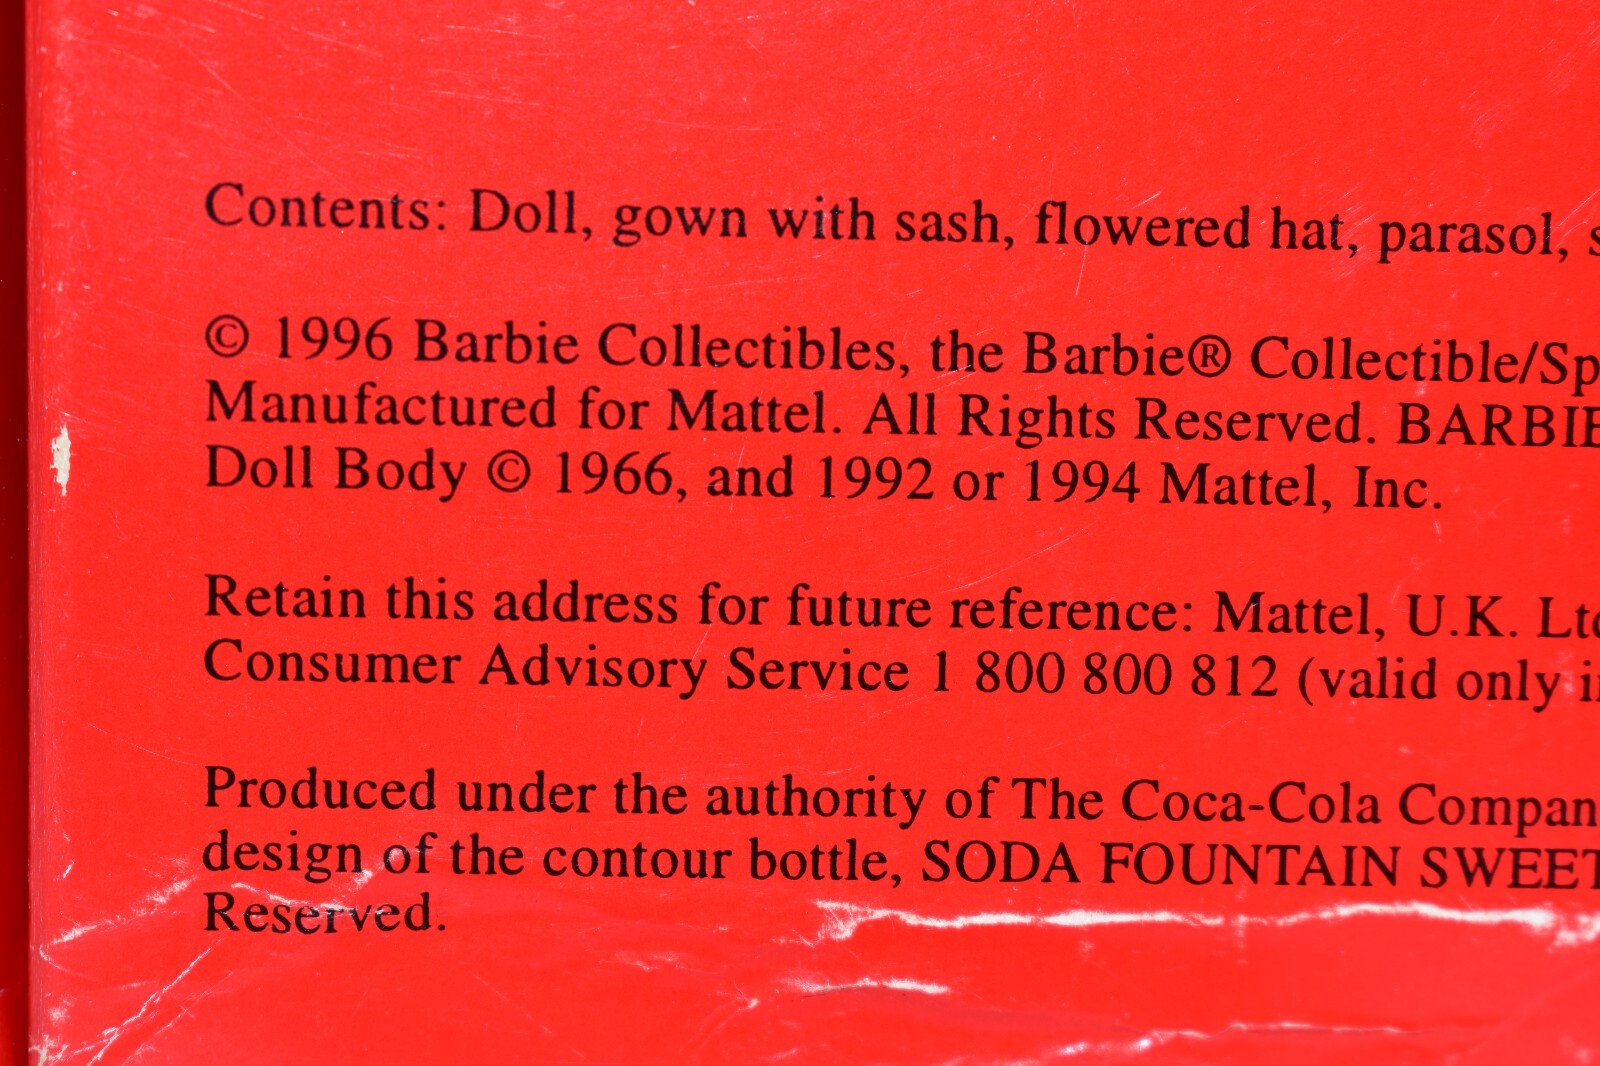 Contents: Doll, gown with sash, flowered hat, parasol,
© 1996 Barbie Collectibles, the Barbie® Collectible/Sp
Manufactured for Mattel. All Rights Reserved. BARBIE
Doll Body © 1966, and 1992 or 1994 Mattel, Inc.
Retain this address for future reference: Mattel, U.K. Ltd
Consumer Advisory Service 1 800 800 812 (valid only in
Produced under the authority of The Coca-Cola Compan
design of the contour bottle, SODA FOUNTAIN SWEET
Reserved.